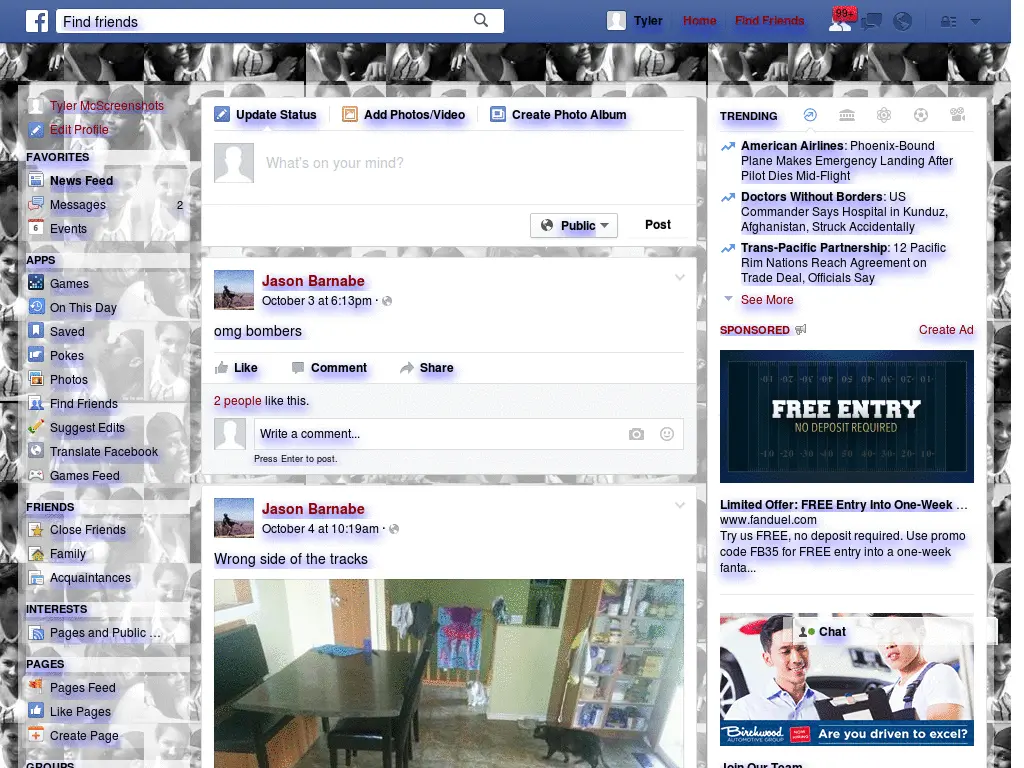 f
Find friends
Tyler
Home
Find Friends
99+
Tyler McScreenshots
Edit Profile
FAVORITES
News Feed
Messages 2
6 Events
APPS
Games
On This Day
Saved
Pokes
Photos
Find Friends
Suggest Edits
Translate Facebook
Games Feed
FRIENDS
Close Friends
Family
Acquaintances
INTERESTS
Pages and Public ...
PAGES
Pages Feed
Like Pages
Create Page
GROUPS
Update Status
Add Photos/Video
Create Photo Album
What's on your mind?
Public
Post
Jason Barnabe
October 3 at 6:13pm ·
omg bombers
Like
Comment
Share
2 people like this.
Write a comment...
Press Enter to post.
Jason Barnabe
October 4 at 10:19am ·
Wrong side of the tracks
TRENDING
American Airlines: Phoenix-Bound
Plane Makes Emergency Landing After
Pilot Dies Mid-Flight
Doctors Without Borders: US
Commander Says Hospital in Kunduz,
Afghanistan, Struck Accidentally
Trans-Pacific Partnership: 12 Pacific
Rim Nations Reach Agreement on
Trade Deal, Officials Say
See More
SPONSORED
Create Ad
FREE ENTRY
NO DEPOSIT REQUIRED
Limited Offer: FREE Entry Into One-Week ...
www.fanduel.com
Try us FREE, no deposit required. Use promo
code FB35 for FREE entry into a one-week
fanta...
Chat
Birchwood
AUTOMOTIVE GROUP
NOW HIRING
Are you driven to excel?
Join Our Team